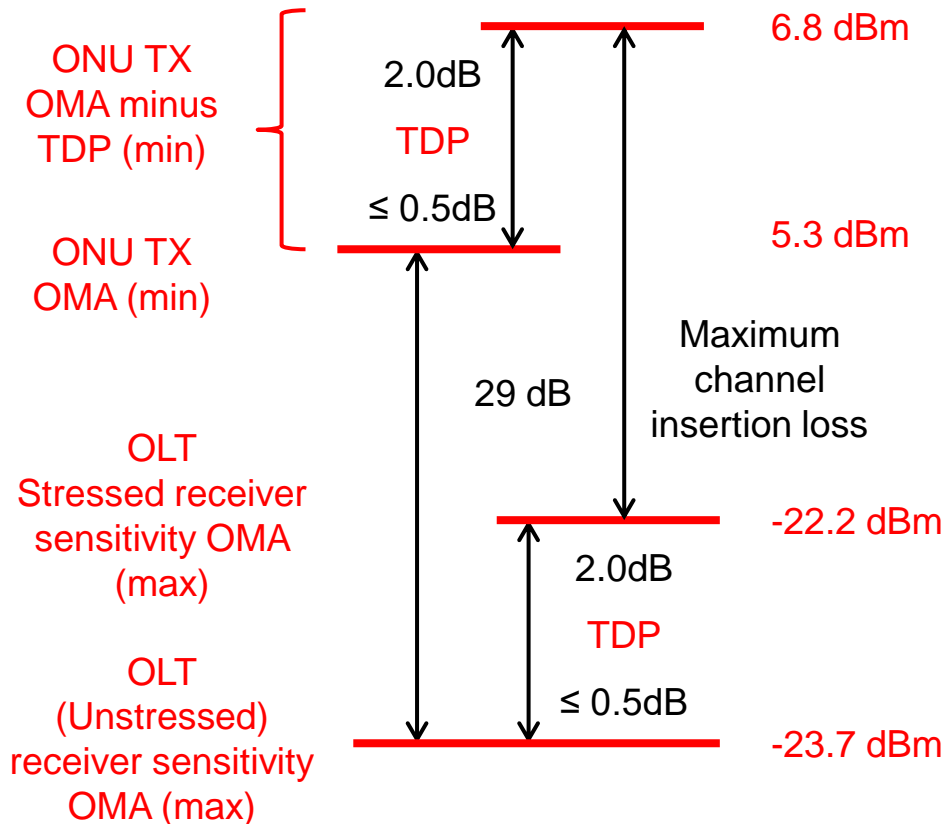 ONU TX
OMA minus
TDP (min)
2.0dB
TDP
≤ 0.5dB
6.8 dBm
5.3 dBm
ONU TX
OMA (min)
29 dB
Maximum
channel
insertion loss
OLT
Stressed receiver
sensitivity OMA
(max)
-22.2 dBm
2.0dB
TDP
≤ 0.5dB
OLT
(Unstressed)
receiver sensitivity
OMA (max)
-23.7 dBm